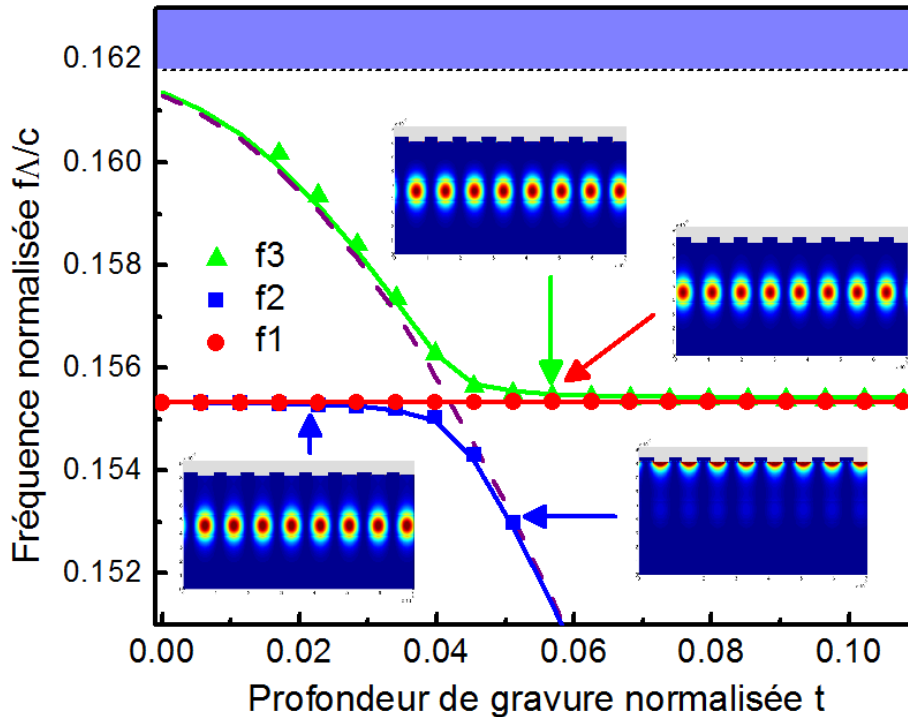 0.162
0.160
0.158
0.156
0.154
0.152
Fréquence normalisée fΛ/c
f3
f2
f1
0.00 0.02 0.04 0.06 0.08 0.10
Profondeur de gravure normalisée t